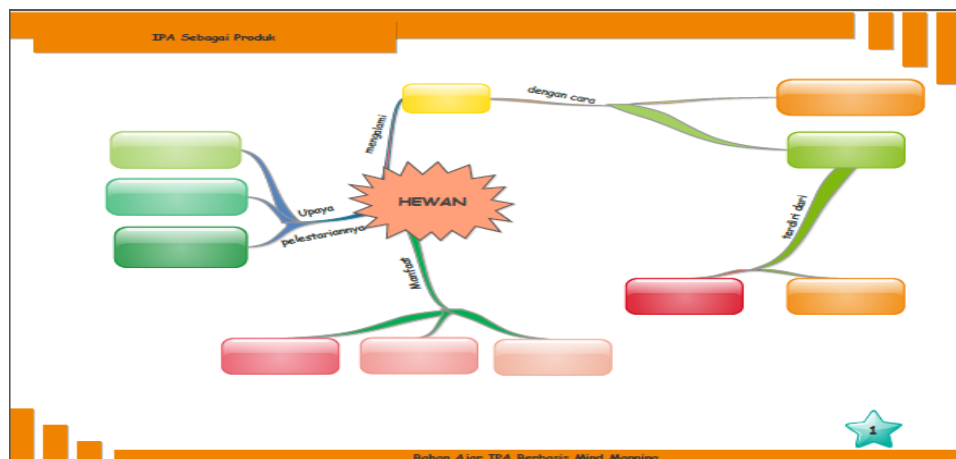 IPA Sebagai Produk
dengan cara
mengalami
HEWAN
Upaya
pelestariannya
terdiri dari
Manfaat
1
Bahan Ajar IPA Berbasis Mind Mapping